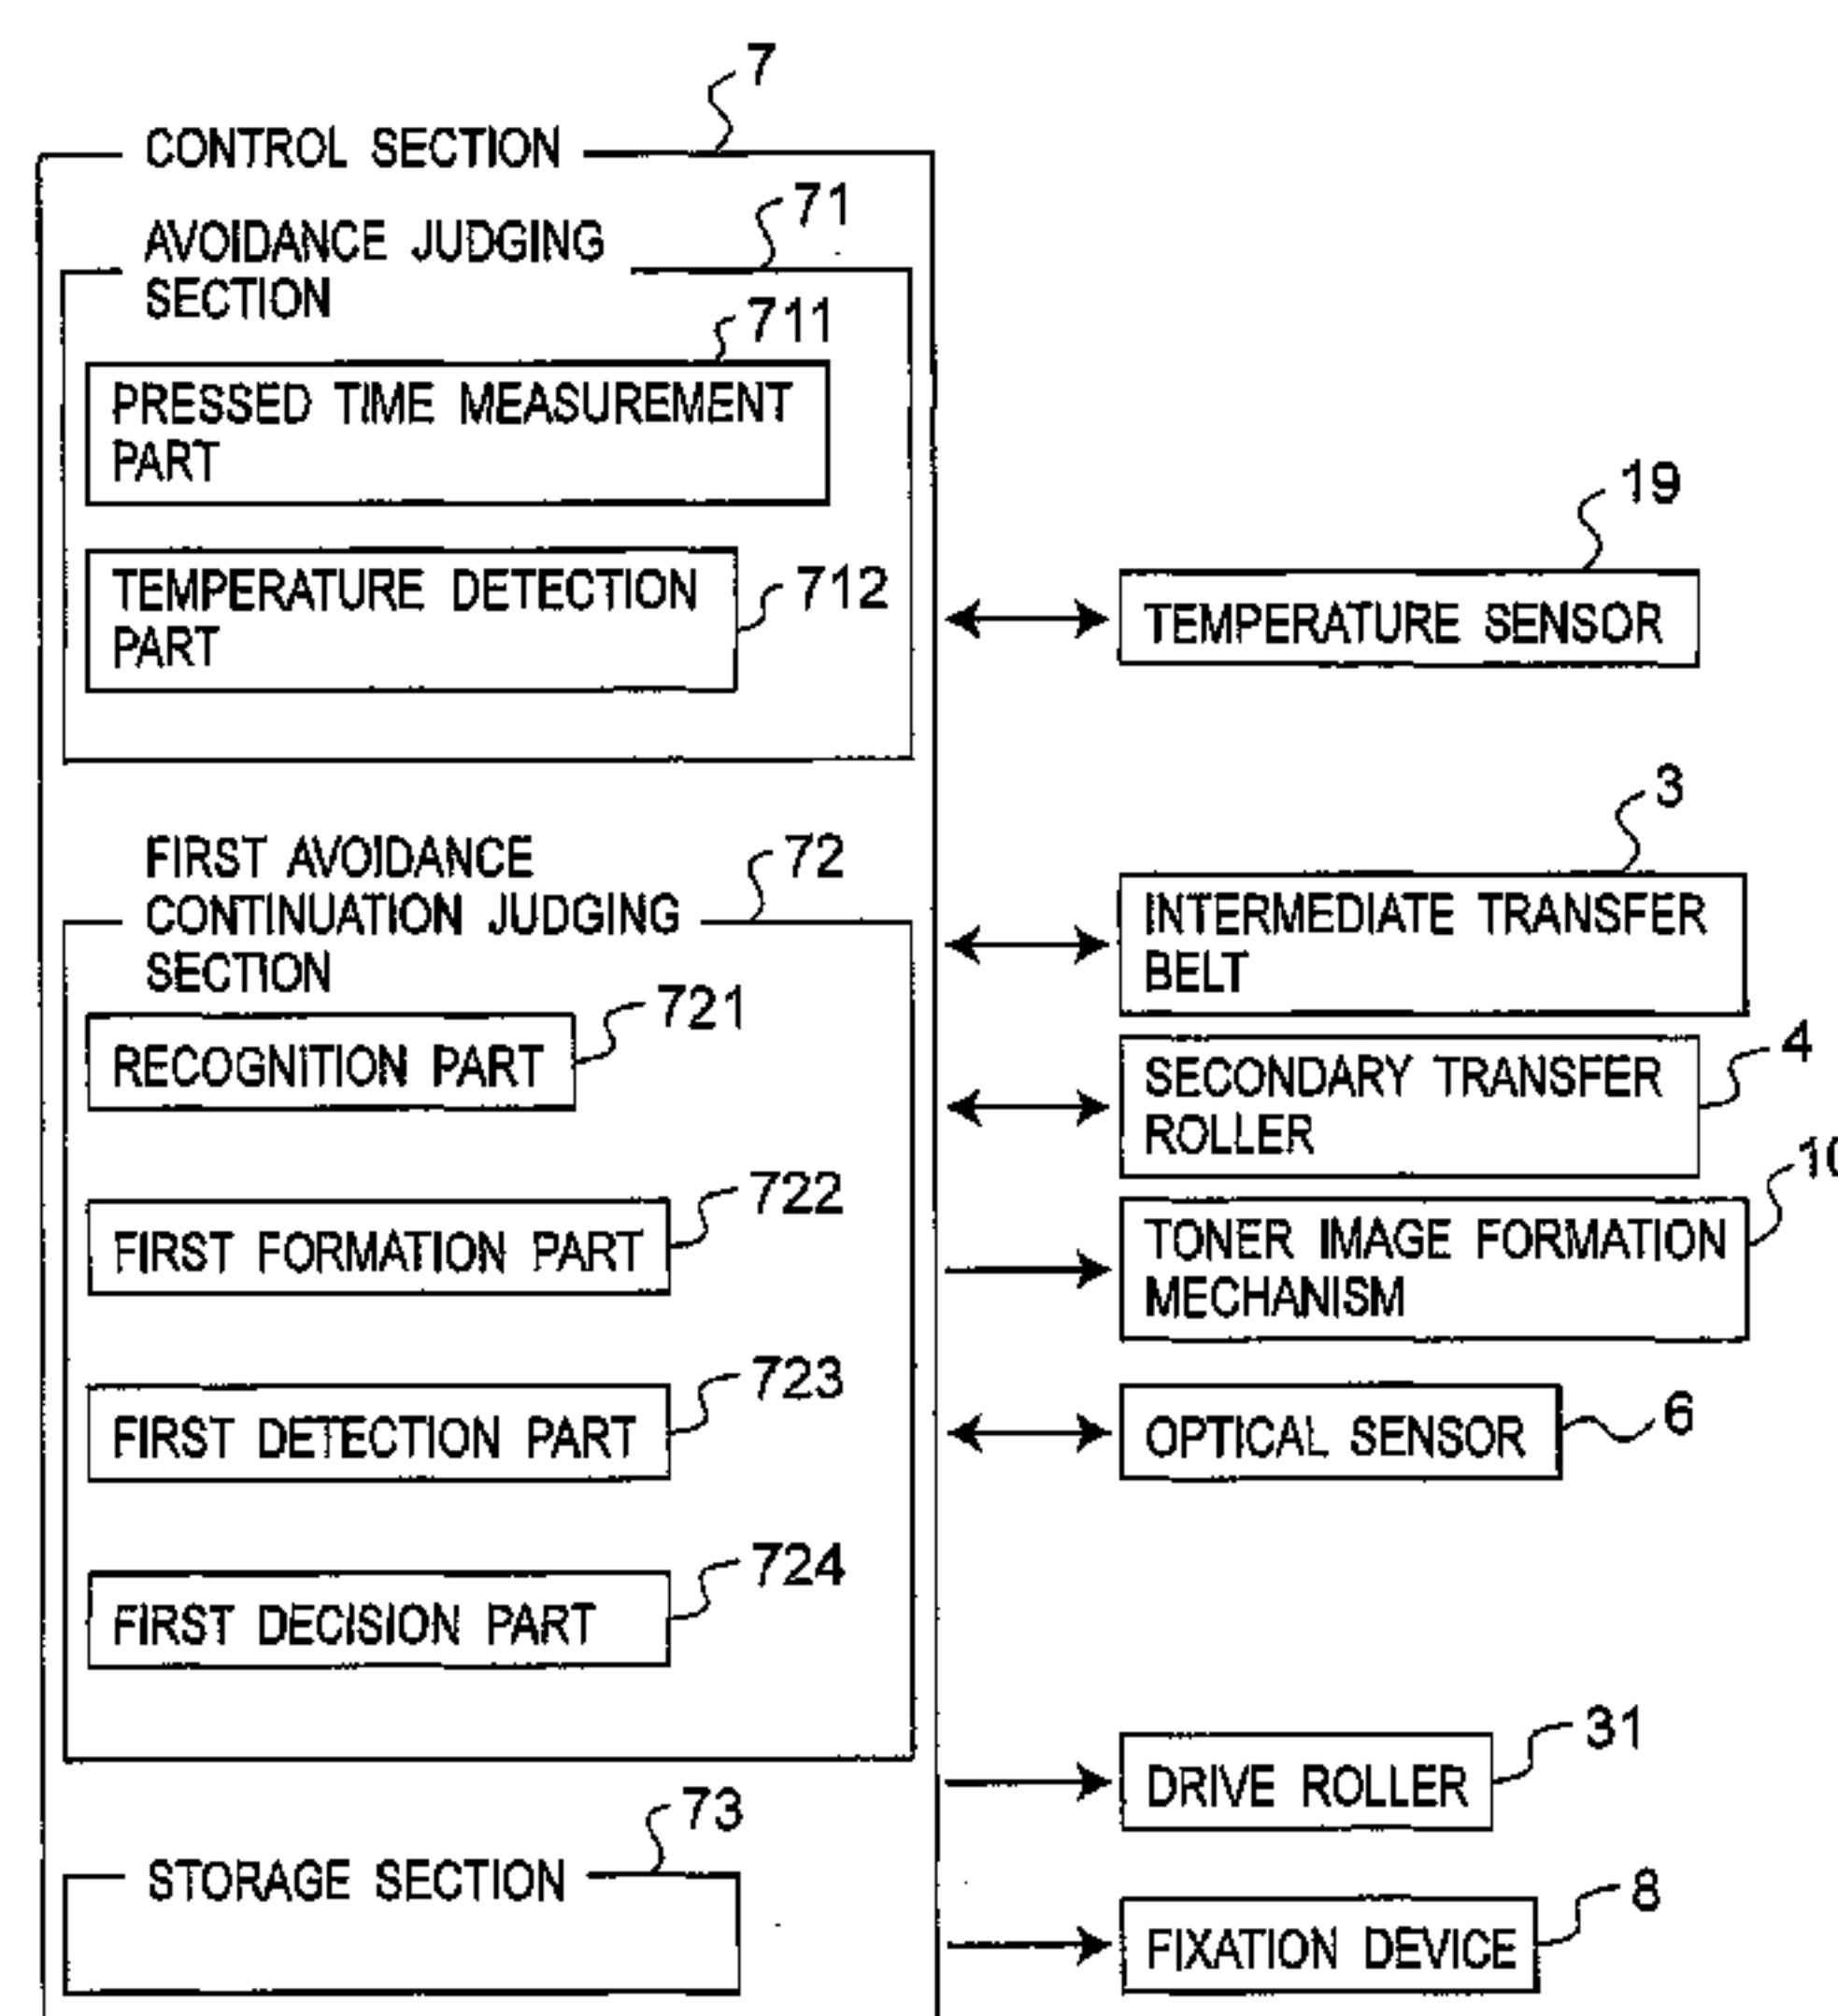 7
CONTROL SECTION
71
AVOIDANCE JUDGING
SECTION
711
PRESSED TIME MEASUREMENT
PART
TEMPERATURE DETECTION
PART
712
FIRST AVOIDANCE
CONTINUATION JUDGING
SECTION
72
RECOGNITION PART
721
FIRST FORMATION PART
722
FIRST DETECTION PART
723
FIRST DECISION PART
724
STORAGE SECTION
73
19
TEMPERATURE SENSOR
3
INTERMEDIATE TRANSFER
BELT
SECONDARY TRANSFER
ROLLER
4
TONER IMAGE FORMATION
MECHANISM
10
OPTICAL SENSOR
6
DRIVE ROLLER
31
FIXATION DEVICE
8